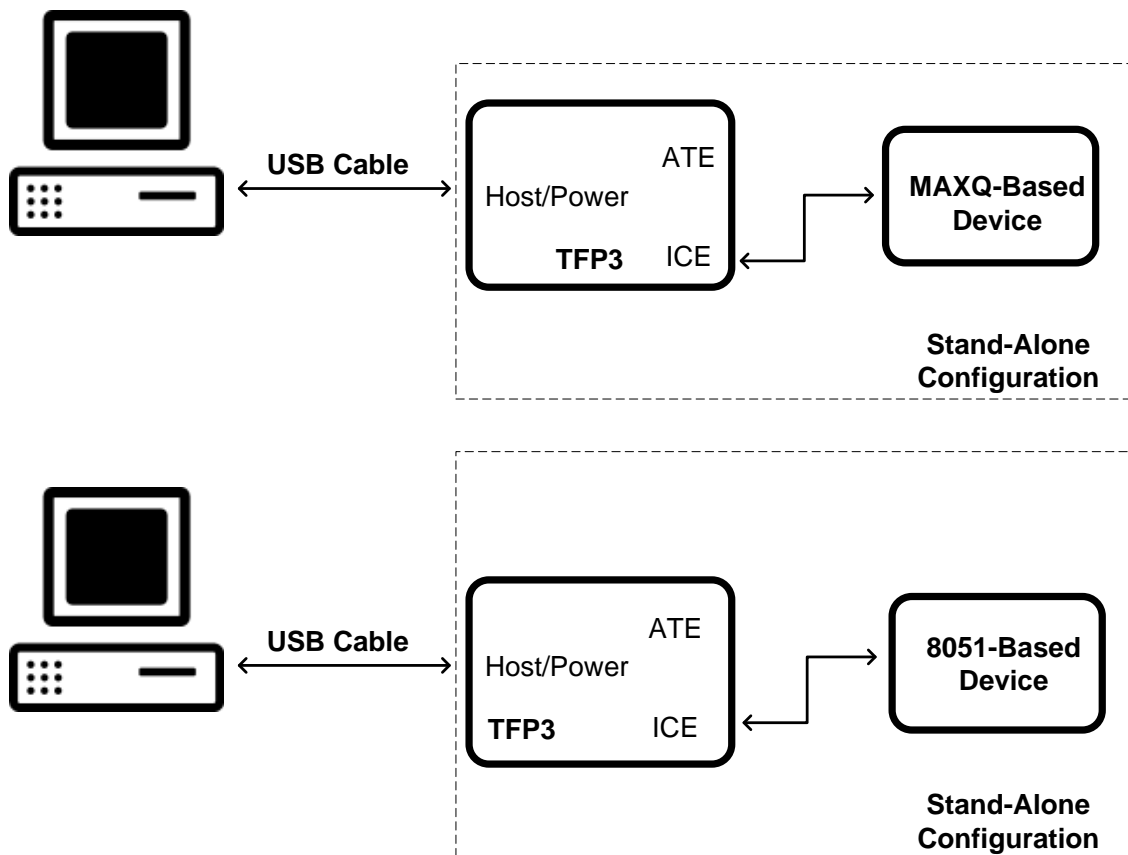 USB Cable
ATE
Host/Power
TFP3 ICE
MAXQ-Based
Device
Stand-Alone
Configuration
USB Cable
ATE
Host/Power
TFP3 ICE
8051-Based
Device
Stand-Alone
Configuration